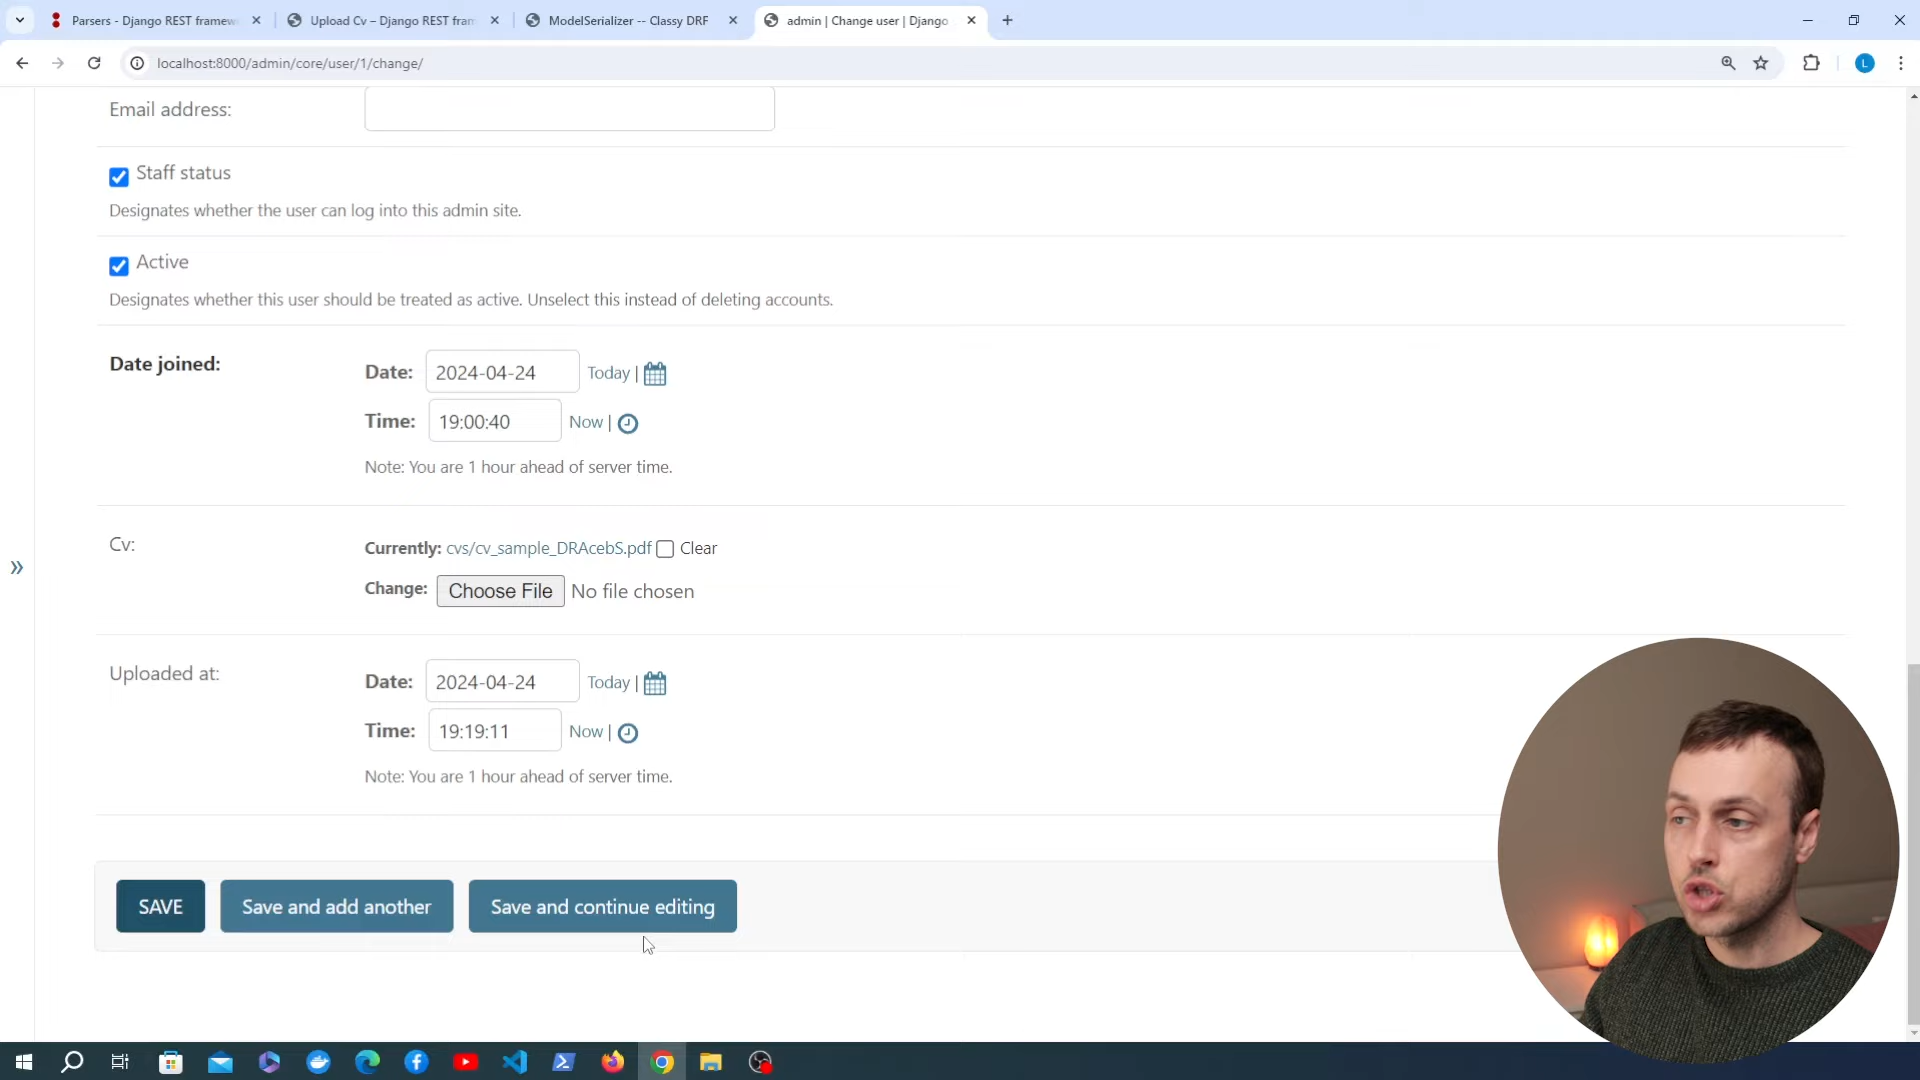 Parsers - Django REST framew
Upload Cv – Django REST fram
ModelSerializer -- Classy DRF
admin | Change user | Django
localhost:8000/admin/core/user/1/change/
L
Email address:
Staff status
Designates whether the user can log into this admin site.
Active
Designates whether this user should be treated as active. Unselect this instead of deleting accounts.
Date joined:
Date: 2024-04-24 Today |
Time: 19:00:40 Now |
Note: You are 1 hour ahead of server time.
Cv:
Currently: cvs/cv_sample_DRAcebS.pdf Clear
Change: Choose File No file chosen
Uploaded at:
Date: 2024-04-24 Today |
Time: 19:19:11 Now |
Note: You are 1 hour ahead of server time.
SAVE Save and add another Save and continue editing